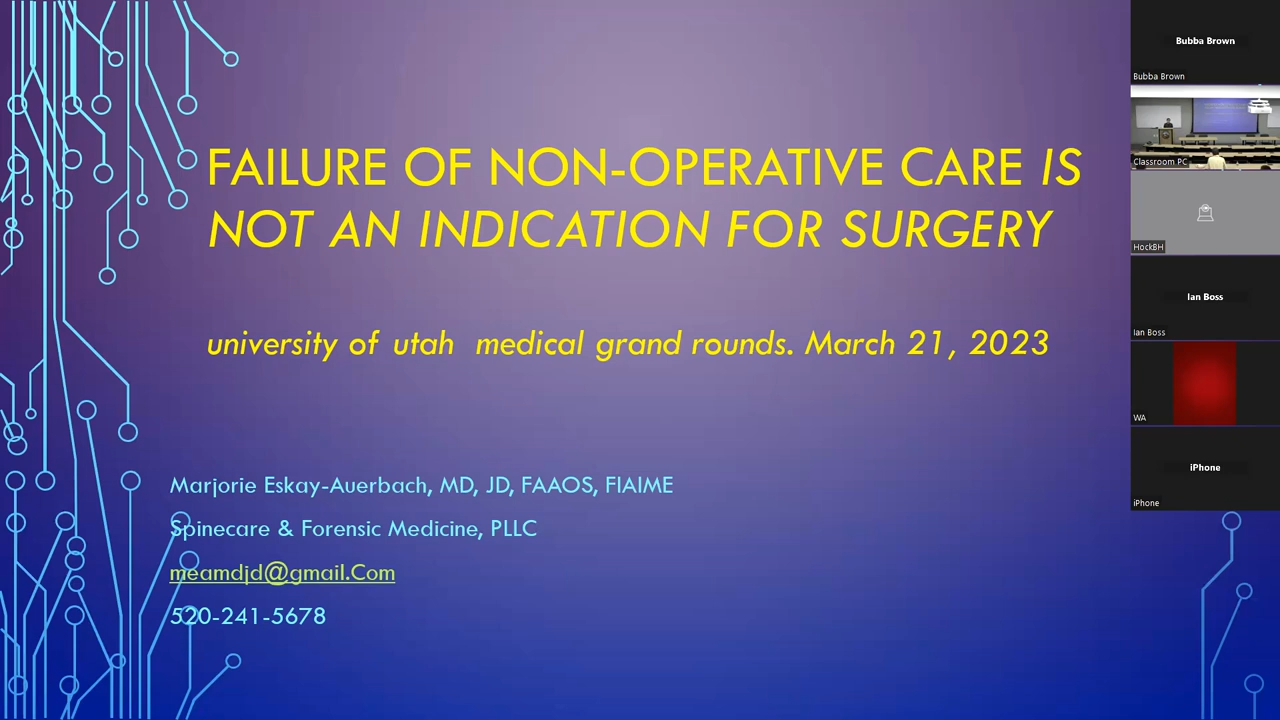 FAILURE OF NON-OPERATIVE CARE IS
NOT AN INDICATION FOR SURGERY
university of utah medical grand rounds. March 21, 2023
Marjorie Eskay-Auerbach, MD, JD, FAAOS, FIAIME
Spinecare & Forensic Medicine, PLLC
meamdjd@gmail.Com
520-241-5678
Bubba Brown
Bubba Brown
Classroom PC
HockBH
Ian Boss
Ian Boss
WA
iPhone
iPhone